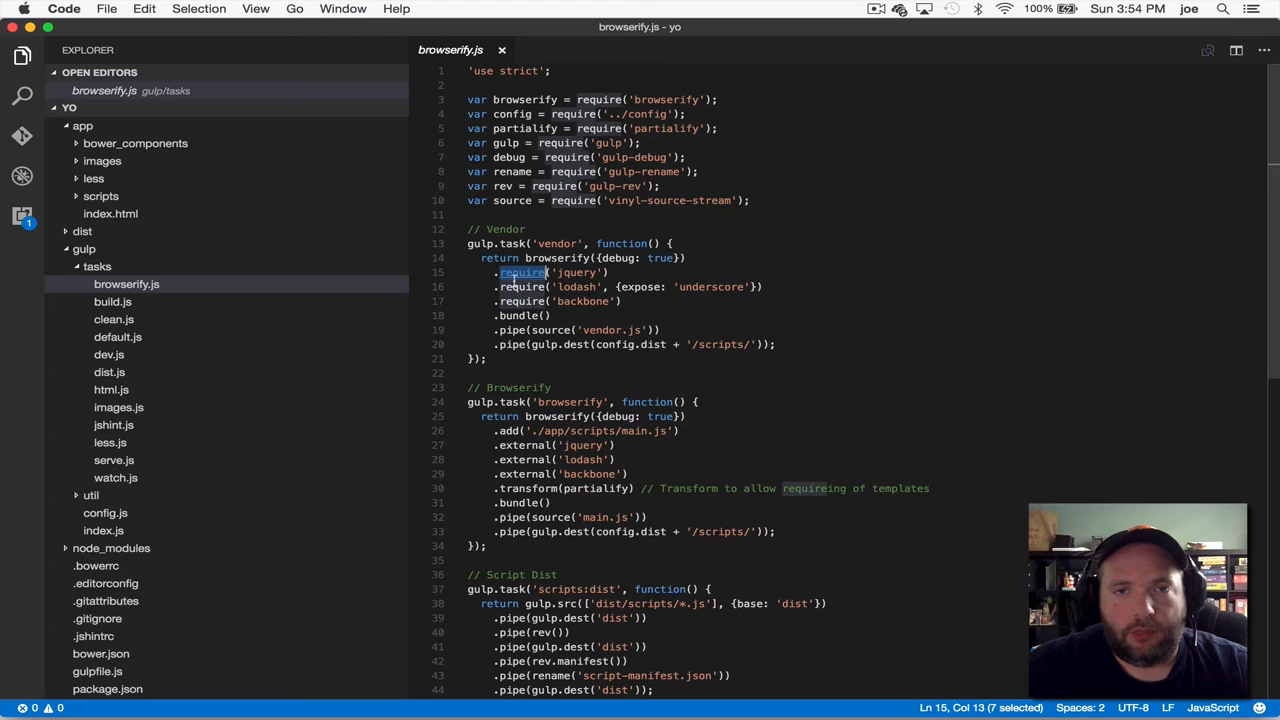 Code File Edit Selection View Go Window Help 100% Sun 3:54 PM joe
browserify.js - yo
EXPLORER
OPEN EDITORS
browserify.js gulp/tasks
YO
app
bower_components
images
less
scripts
index.html
dist
gulp
tasks
browserify.js
build.js
clean.js
default.js
dev.js
dist.js
html.js
images.js
jshint.js
less.js
serve.js
watch.js
util
config.js
index.js
node_modules
.bowerrc
.editorconfig
.gitattributes
.gitignore
.jshintrc
bower.json
gulpfile.js
package.json
1
browserify.js
1 'use strict';
2
3 var browserify = require('browserify');
4 var config = require('../config');
5 var partialify = require('partialify');
6 var gulp = require('gulp');
7 var debug = require('gulp-debug');
8 var rename = require('gulp-rename');
9 var rev = require('gulp-rev');
10 var source = require('vinyl-source-stream');
11
12 // Vendor
13 gulp.task('vendor', function() {
14 return browserify({debug: true})
15 .require('jquery')
16 .require('lodash', {expose: 'underscore'})
17 .require('backbone')
18 .bundle()
19 .pipe(source('vendor.js'))
20 .pipe(gulp.dest(config.dist + '/scripts/'));
21 });
22
23 // Browserify
24 gulp.task('browserify', function() {
25 return browserify({debug: true})
26 .add('./app/scripts/main.js')
27 .external('jquery')
28 .external('lodash')
29 .external('backbone')
30 .transform(partialify) // Transform to allow requireing of templates
31 .bundle()
32 .pipe(source('main.js'))
33 .pipe(gulp.dest(config.dist + '/scripts/'));
34 });
35
36 // Script Dist
37 gulp.task('scripts:dist', function() {
38 return gulp.src(['dist/scripts/*.js'], {base: 'dist'})
39 .pipe(gulp.dest('dist'))
40 .pipe(rev())
41 .pipe(gulp.dest('dist'))
42 .pipe(rev.manifest())
43 .pipe(rename('script-manifest.json'))
44 .pipe(gulp.dest('dist'));
0 0 Ln 15, Col 13 (7 selected) Spaces: 2 UTF-8 LF JavaScript